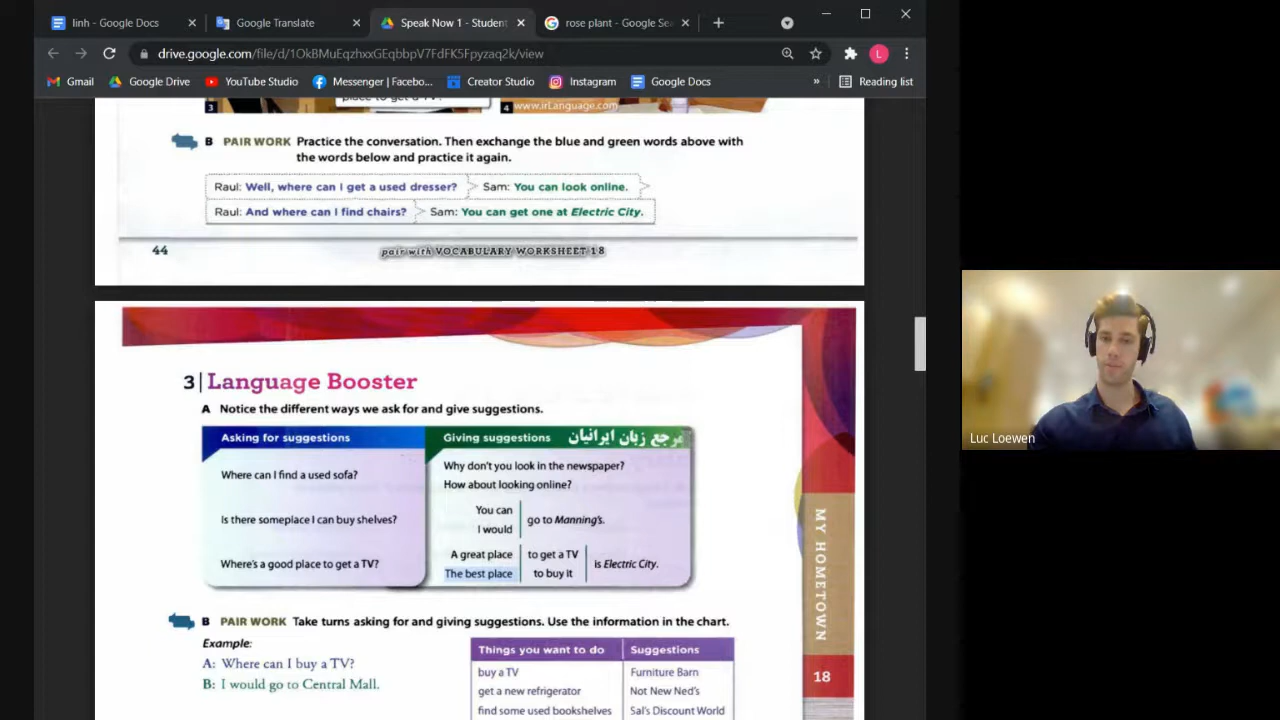 linh - Google Docs
Google Translate
Speak Now 1 - Student
rose plant - Google Sea
drive.google.com/file/d/1OkBMuEqzhxxGEqbbpV7FdFK5Fpyzaq2k/view
Gmail
Google Drive
YouTube Studio
Messenger | Faceboo...
Creator Studio
Instagram
Google Docs
»
Reading list
3
place to get a TV?
4 www.irLanguage.com
B PAIR WORK Practice the conversation. Then exchange the blue and green words above with
the words below and practice it again.
Raul: Well, where can I get a used dresser? Sam: You can look online.
Raul: And where can I find chairs? Sam: You can get one at Electric City.
44
pair with VOCABULARY WORKSHEET 18
3 Language Booster
A Notice the different ways we ask for and give suggestions.
Asking for suggestions
Where can I find a used sofa?
Is there someplace I can buy shelves?
Where's a good place to get a TV?
Giving suggestions مرجع زبان ایرانیان
Why don't you look in the newspaper?
How about looking online?
You can
I would
go to Manning's.
A great place
The best place
to get a TV
to buy it
is Electric City.
B PAIR WORK Take turns asking for and giving suggestions. Use the information in the chart.
Example:
A: Where can I buy a TV?
B: I would go to Central Mall.
Things you want to do Suggestions
buy a TV Furniture Barn
get a new refrigerator Not New Ned's
find some used bookshelves Sal's Discount World
MY HOMETOWN
18
L
Luc Loewen